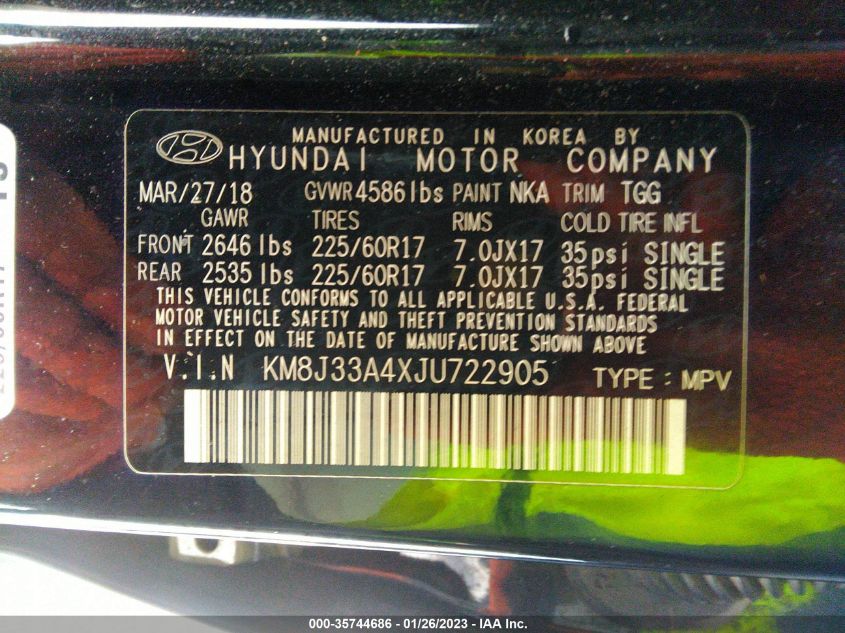 MANUFACTURED IN KOREA BY
HYUNDAI MOTOR COMPANY
MAR/27/18 GVWR 4586 lbs PAINT NKA TRIM TGG
GAWR TIRES RIMS COLD TIRE INFL
FRONT 2646 lbs 225/60R17 7.0JX17 35psi SINGLE
REAR 2535 lbs 225/60R17 7.0JX17 35psi SINGLE
THIS VEHICLE CONFORMS TO ALL APPLICABLE U.S.A. FEDERAL
MOTOR VEHICLE SAFETY AND THEFT PREVENTION STANDARDS
IN EFFECT ON THE DATE OF MANUFACTURE SHOWN ABOVE
V.I.N KM8J33A4XJU722905 TYPE : MPV
000-35744686 - 01/26/2023 - IAA Inc.